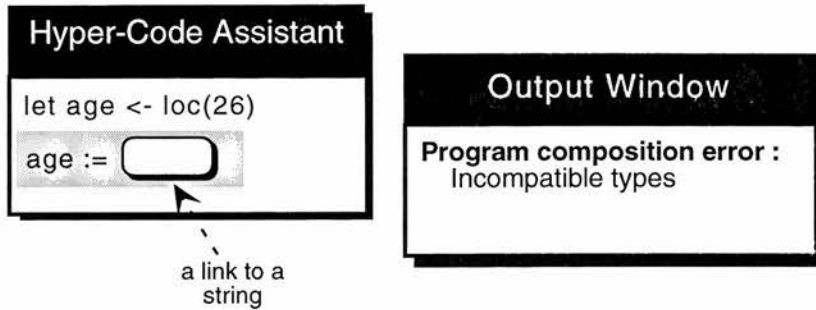 Hyper-Code Assistant
let age <- loc(26)
age :=
a link to a
string
Output Window
Program composition error :
Incompatible types